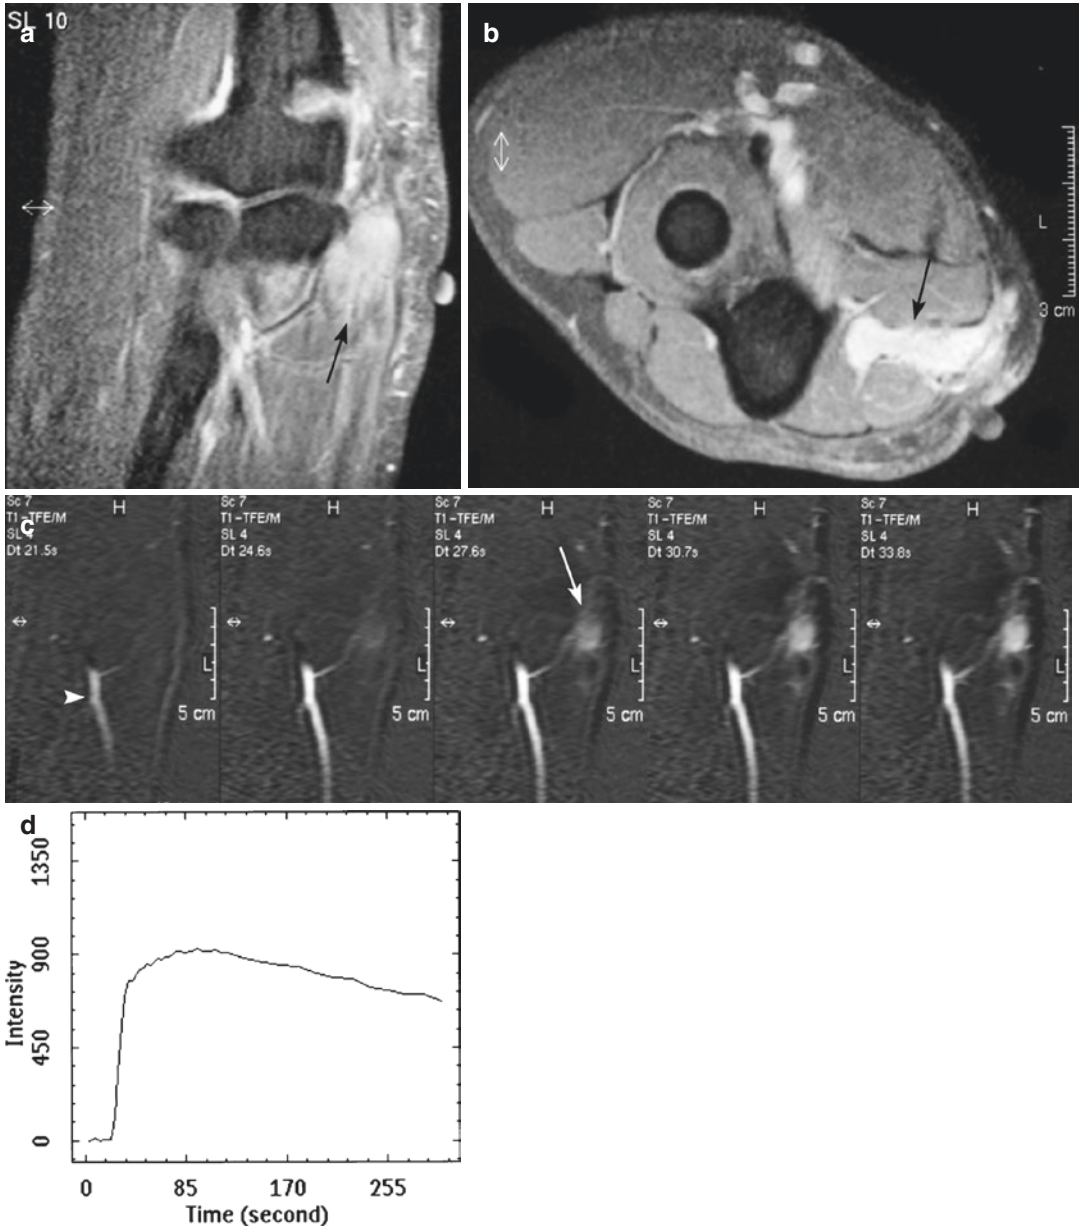 SL 10
a
b
L
3 cm
c
Sc 7
T1-TFE/M
SL 4
Dt 21.5s
H
L
5 cm
Sc 7
T1-TFE/M
SL 4
Dt 24.6s
H
L
5 cm
Sc 7
T1-TFE/M
SL 4
Dt 27.6s
H
L
5 cm
Sc 7
T1-TFE/M
SL 4
Dt 30.7s
H
L
5 cm
Sc 7
T1-TFE/M
SL 4
Dt 33.8s
H
L
5 cm
d
Intensity
1350
900
450
0
0 85 170 255
Time (second)